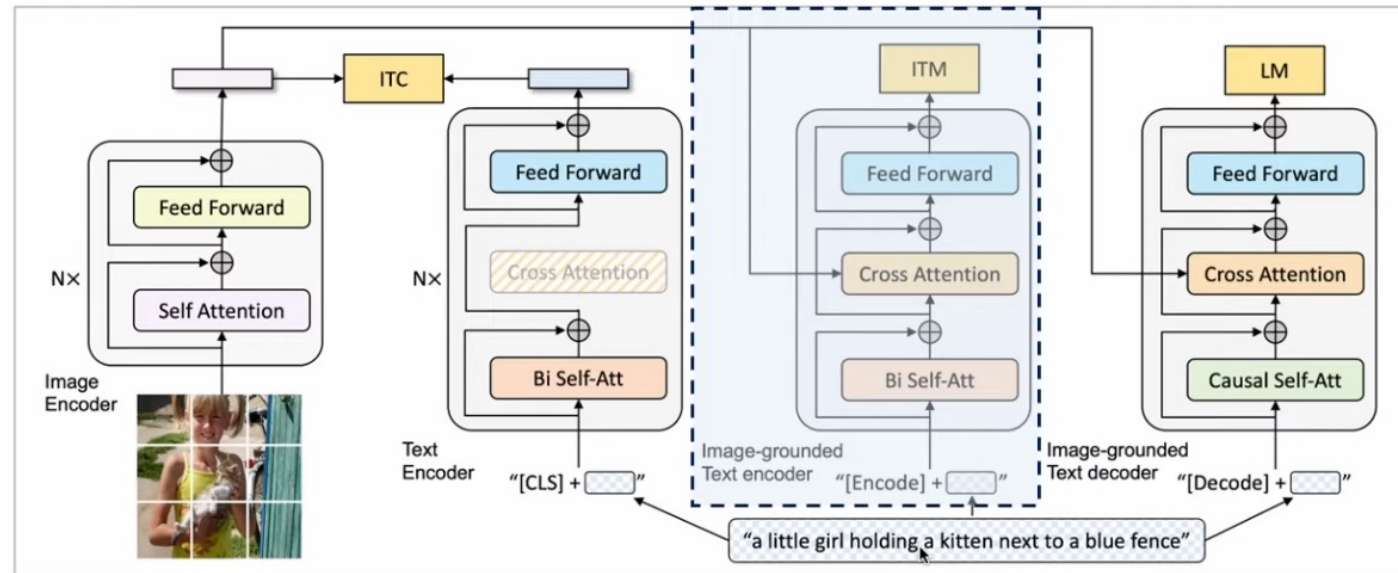 ITC
ITM
LM
Feed Forward
Feed Forward
Feed Forward
Feed Forward
N×
Self Attention
N×
Cross Attention
Cross Attention
Cross Attention
Bi Self-Att
Bi Self-Att
Causal Self-Att
Image
Encoder
Text
Encoder
Image-grounded
Text encoder
Image-grounded
Text decoder
“[CLS] + ”
“[Encode] + ”
“[Decode] + ”
“a little girl holding a kitten next to a blue fence”